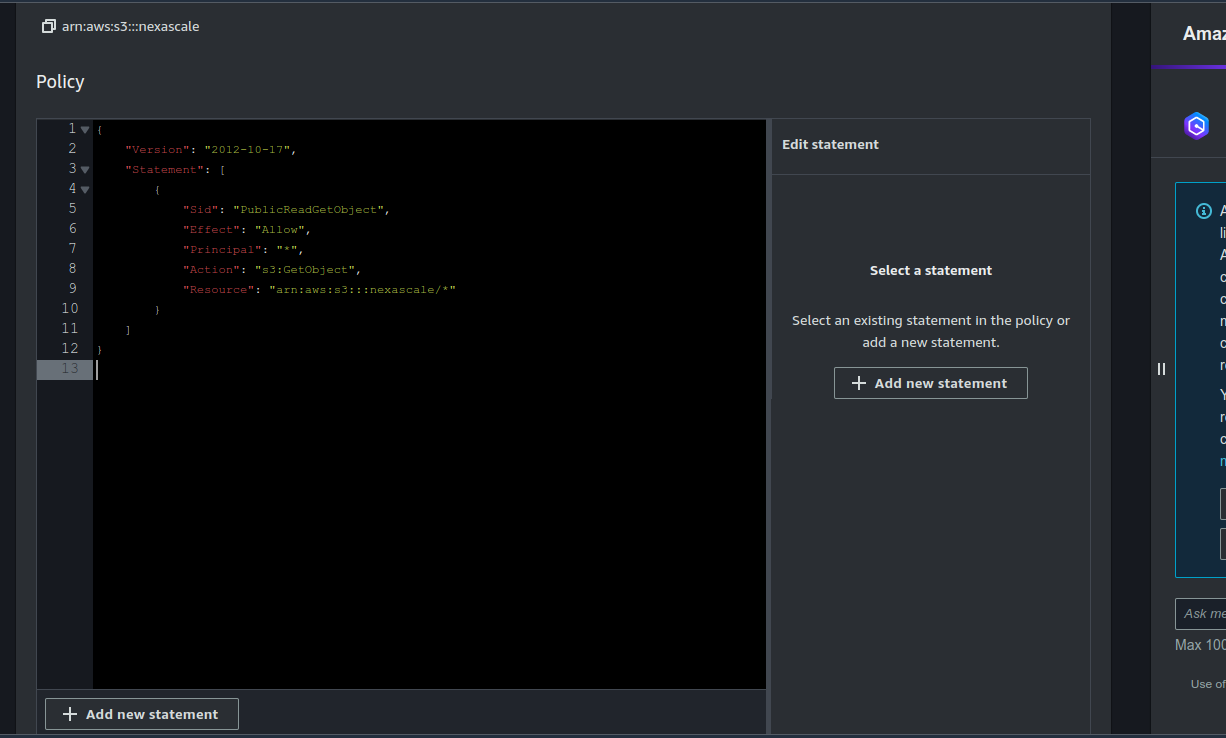 arn:aws:s3:::nexascale
Policy
1 {
2 "Version": "2012-10-17",
3 "Statement": [
4 {
5 "Sid": "PublicReadGetObject",
6 "Effect": "Allow",
7 "Principal": "*",
8 "Action": "s3:GetObject",
9 "Resource": "arn:aws:s3:::nexascale/*"
10 }
11 ]
12 }
13
Add new statement
Edit statement
Select a statement
Select an existing statement in the policy or
add a new statement.
Add new statement
Ask me
Max 100
Use of